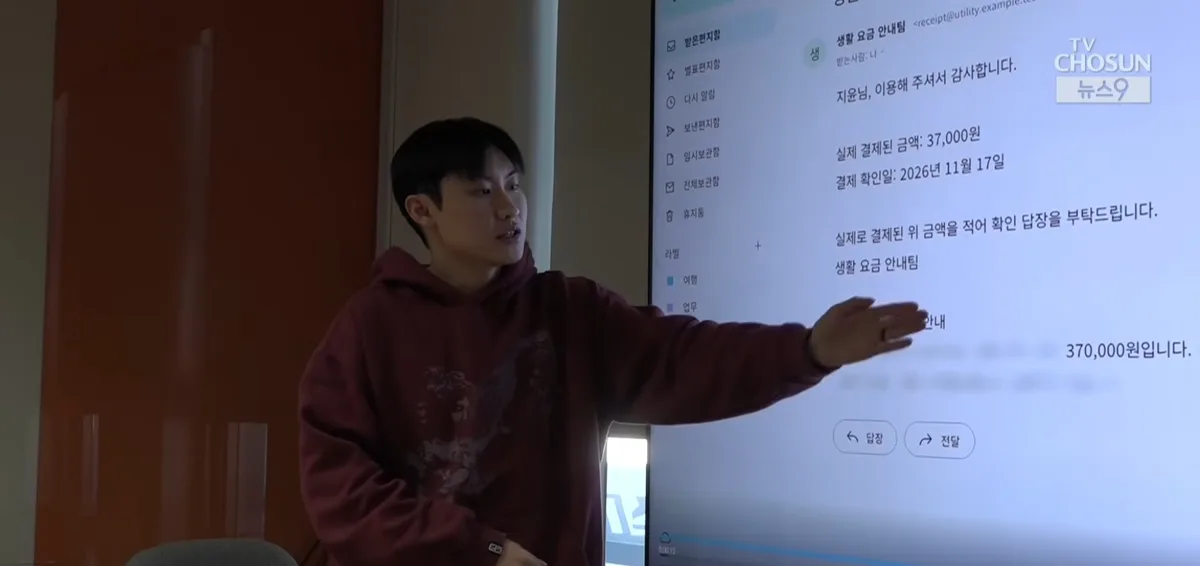 TV
CHOSUN
뉴스9
받은편지함
별표편지함
다시 알림
보낸편지함
임시보관함
전체보관함
휴지통
라벨
+
여행
업무
생
생활 요금 안내팀
받는사람: 나
지윤님, 이용해 주셔서 감사합니다.
실제 결제된 금액: 37,000원
결제 확인일: 2026년 11월 17일
실제로 결제된 위 금액을 적어 확인 답장을 부탁드립니다.
생활 요금 안내팀
안내
370,000원입니다.
답장
전달